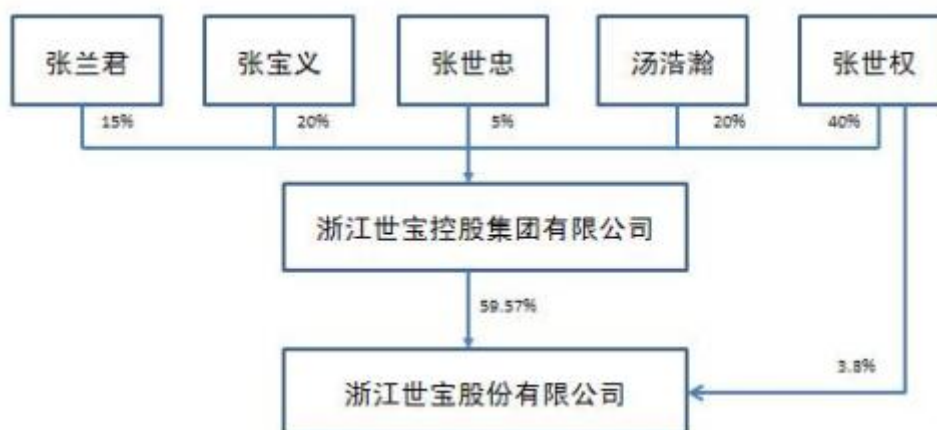 张兰君
张宝义
张世忠
汤浩瀚
张世权
15%
20%
5%
20%
40%
浙江世宝控股集团有限公司
59.57%
3.8%
浙江世宝股份有限公司